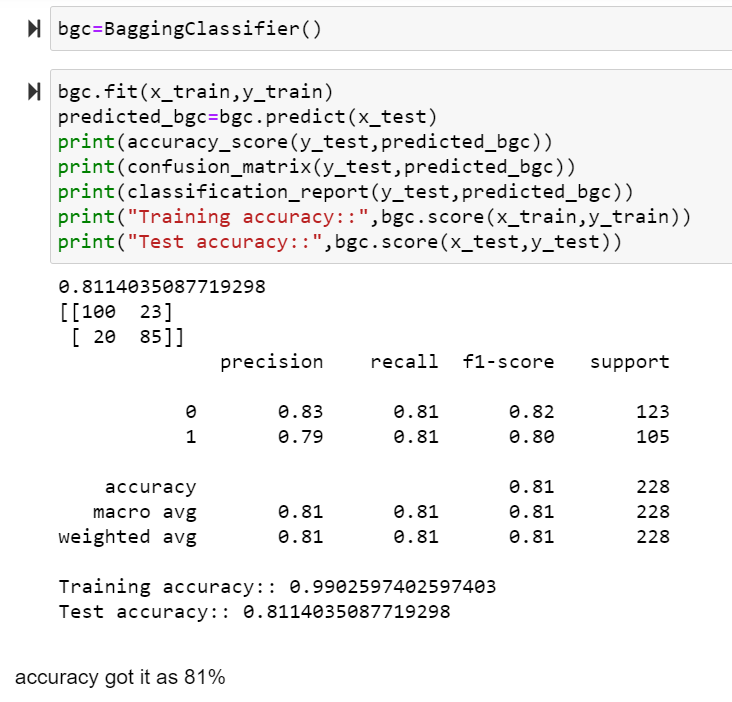 bgc=BaggingClassifier()
bgc.fit(x_train,y_train)
predicted_bgc=bgc.predict(x_test)
print(accuracy_score(y_test,predicted_bgc))
print(confusion_matrix(y_test,predicted_bgc))
print(classification_report(y_test,predicted_bgc))
print("Training accuracy::",bgc.score(x_train,y_train))
print("Test accuracy::",bgc.score(x_test,y_test))
0.8114035087719298
[[100  23]
 [ 20  85]]
              precision    recall  f1-score   support
           0       0.83      0.81      0.82       123
           1       0.79      0.81      0.80       105
    accuracy                           0.81       228
   macro avg       0.81      0.81      0.81       228
weighted avg       0.81      0.81      0.81       228
Training accuracy:: 0.9902597402597403
Test accuracy:: 0.8114035087719298
accuracy got it as 81%